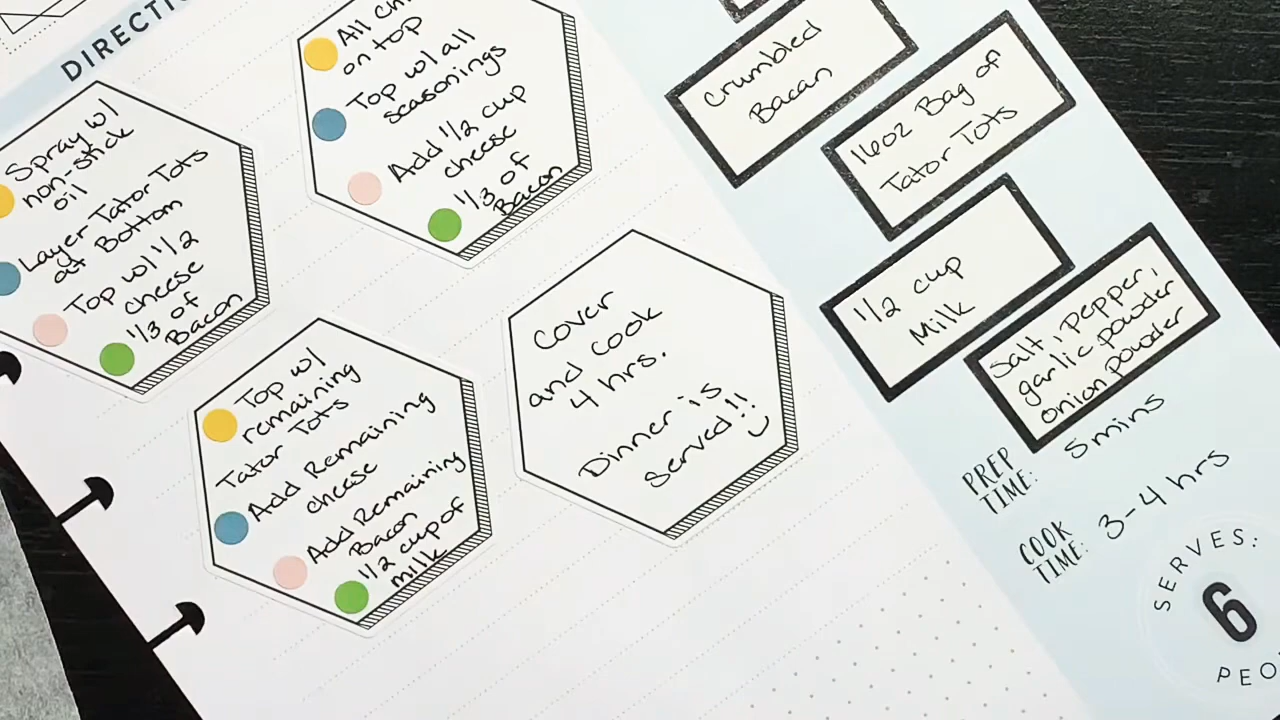 DIRECTI
Spray w/
non-stick
oil
Layer Tator Tots
at Bottom
Top w/ 1/2
cheese
1/3 of
Bacon
All
on top
Top w/ all
seasonings
Add 1/2 cup
cheese
1/3 of
Bacon
Top w/
remaining
Tator Tots
Add Remaining
cheese
Add Remaining
Bacon
1/2 cup of
milk
Cover
and cook
4 hrs.
Dinner is
Served!!
Crumbled
Bacan
16oz Bag of
Tator Tots
1/2 cup
Milk
Salt, pepper,
garlic powder
onion powder
PREP
TIME: 5 mins
COOK
TIME: 3-4 hrs
SERVES:
6
PEO